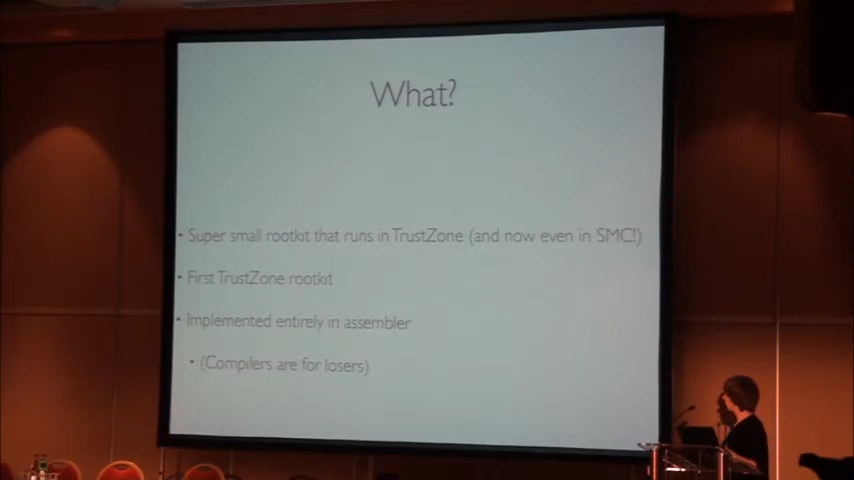 What?
• Super small rootkit that runs in TrustZone (and now even in SMC!)
• First TrustZone rootkit
• Implemented entirely in assembler
• (Compilers are for losers)